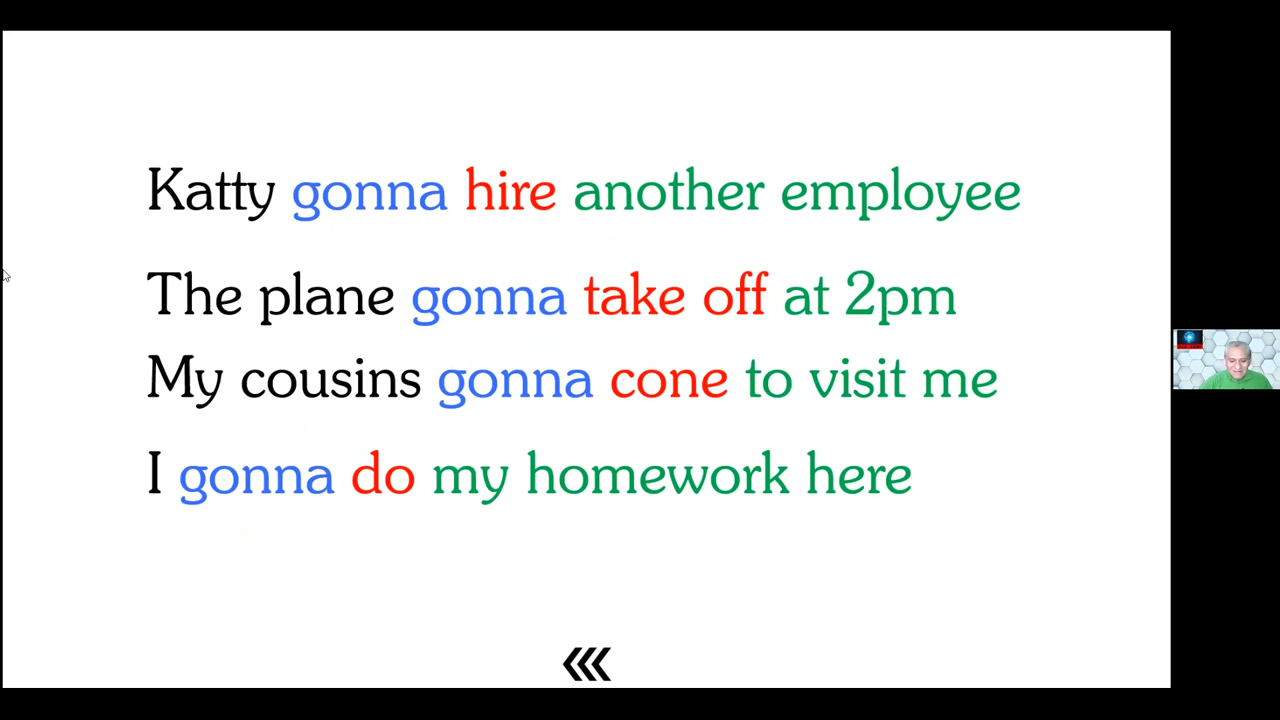 Katty gonna hire another employee
The plane gonna take off at 2pm
My cousins gonna cone to visit me
I gonna do my homework here